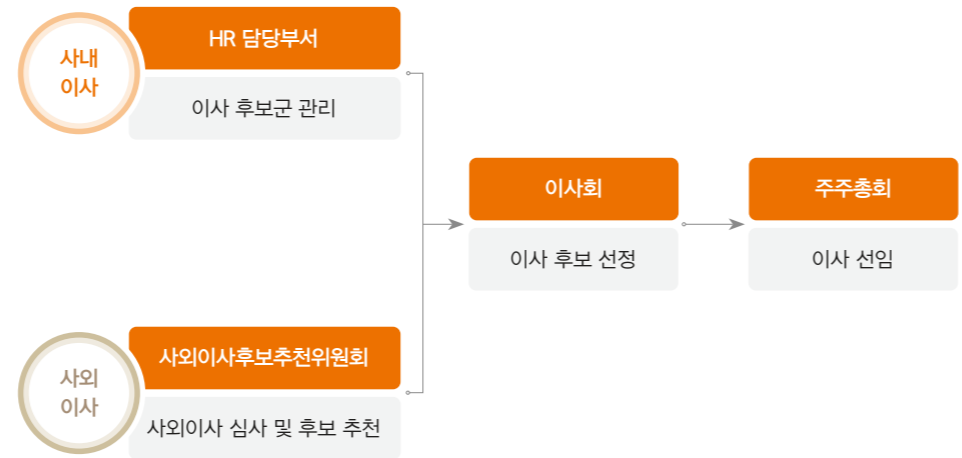 사내
이사
HR 담당부서
이사 후보군 관리
이사회
이사 후보 선정
주주총회
이사 선임
사외
이사
사외이사후보추천위원회
사외이사 심사 및 후보 추천